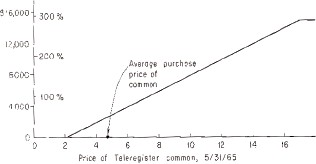 $16,000
300%
12,000
200%
Average purchase
price of
common
8000
4000
100%
0
0 2 4 6 8 10 12 14 16
Price of Teleregister common, 5/31/65